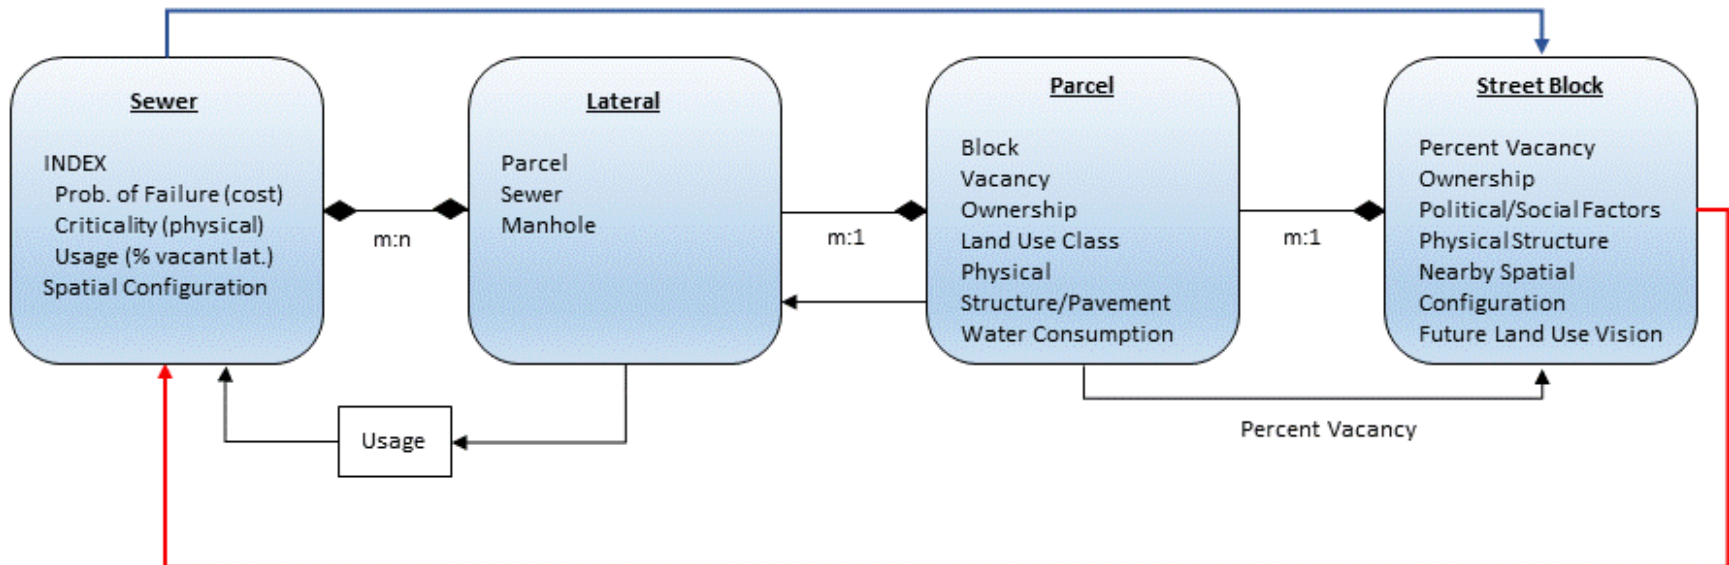 Sewer
INDEX
Prob. of Failure (cost)
Criticality (physical)
Usage (% vacant lat.)
Spatial Configuration
m:n
Lateral
Parcel
Sewer
Manhole
m:1
Parcel
Block
Vacancy
Ownership
Land Use Class
Physical
Structure/Pavement
Water Consumption
m:1
Street Block
Percent Vacancy
Ownership
Political/Social Factors
Physical Structure
Nearby Spatial
Configuration
Future Land Use Vision
Usage
Percent Vacancy